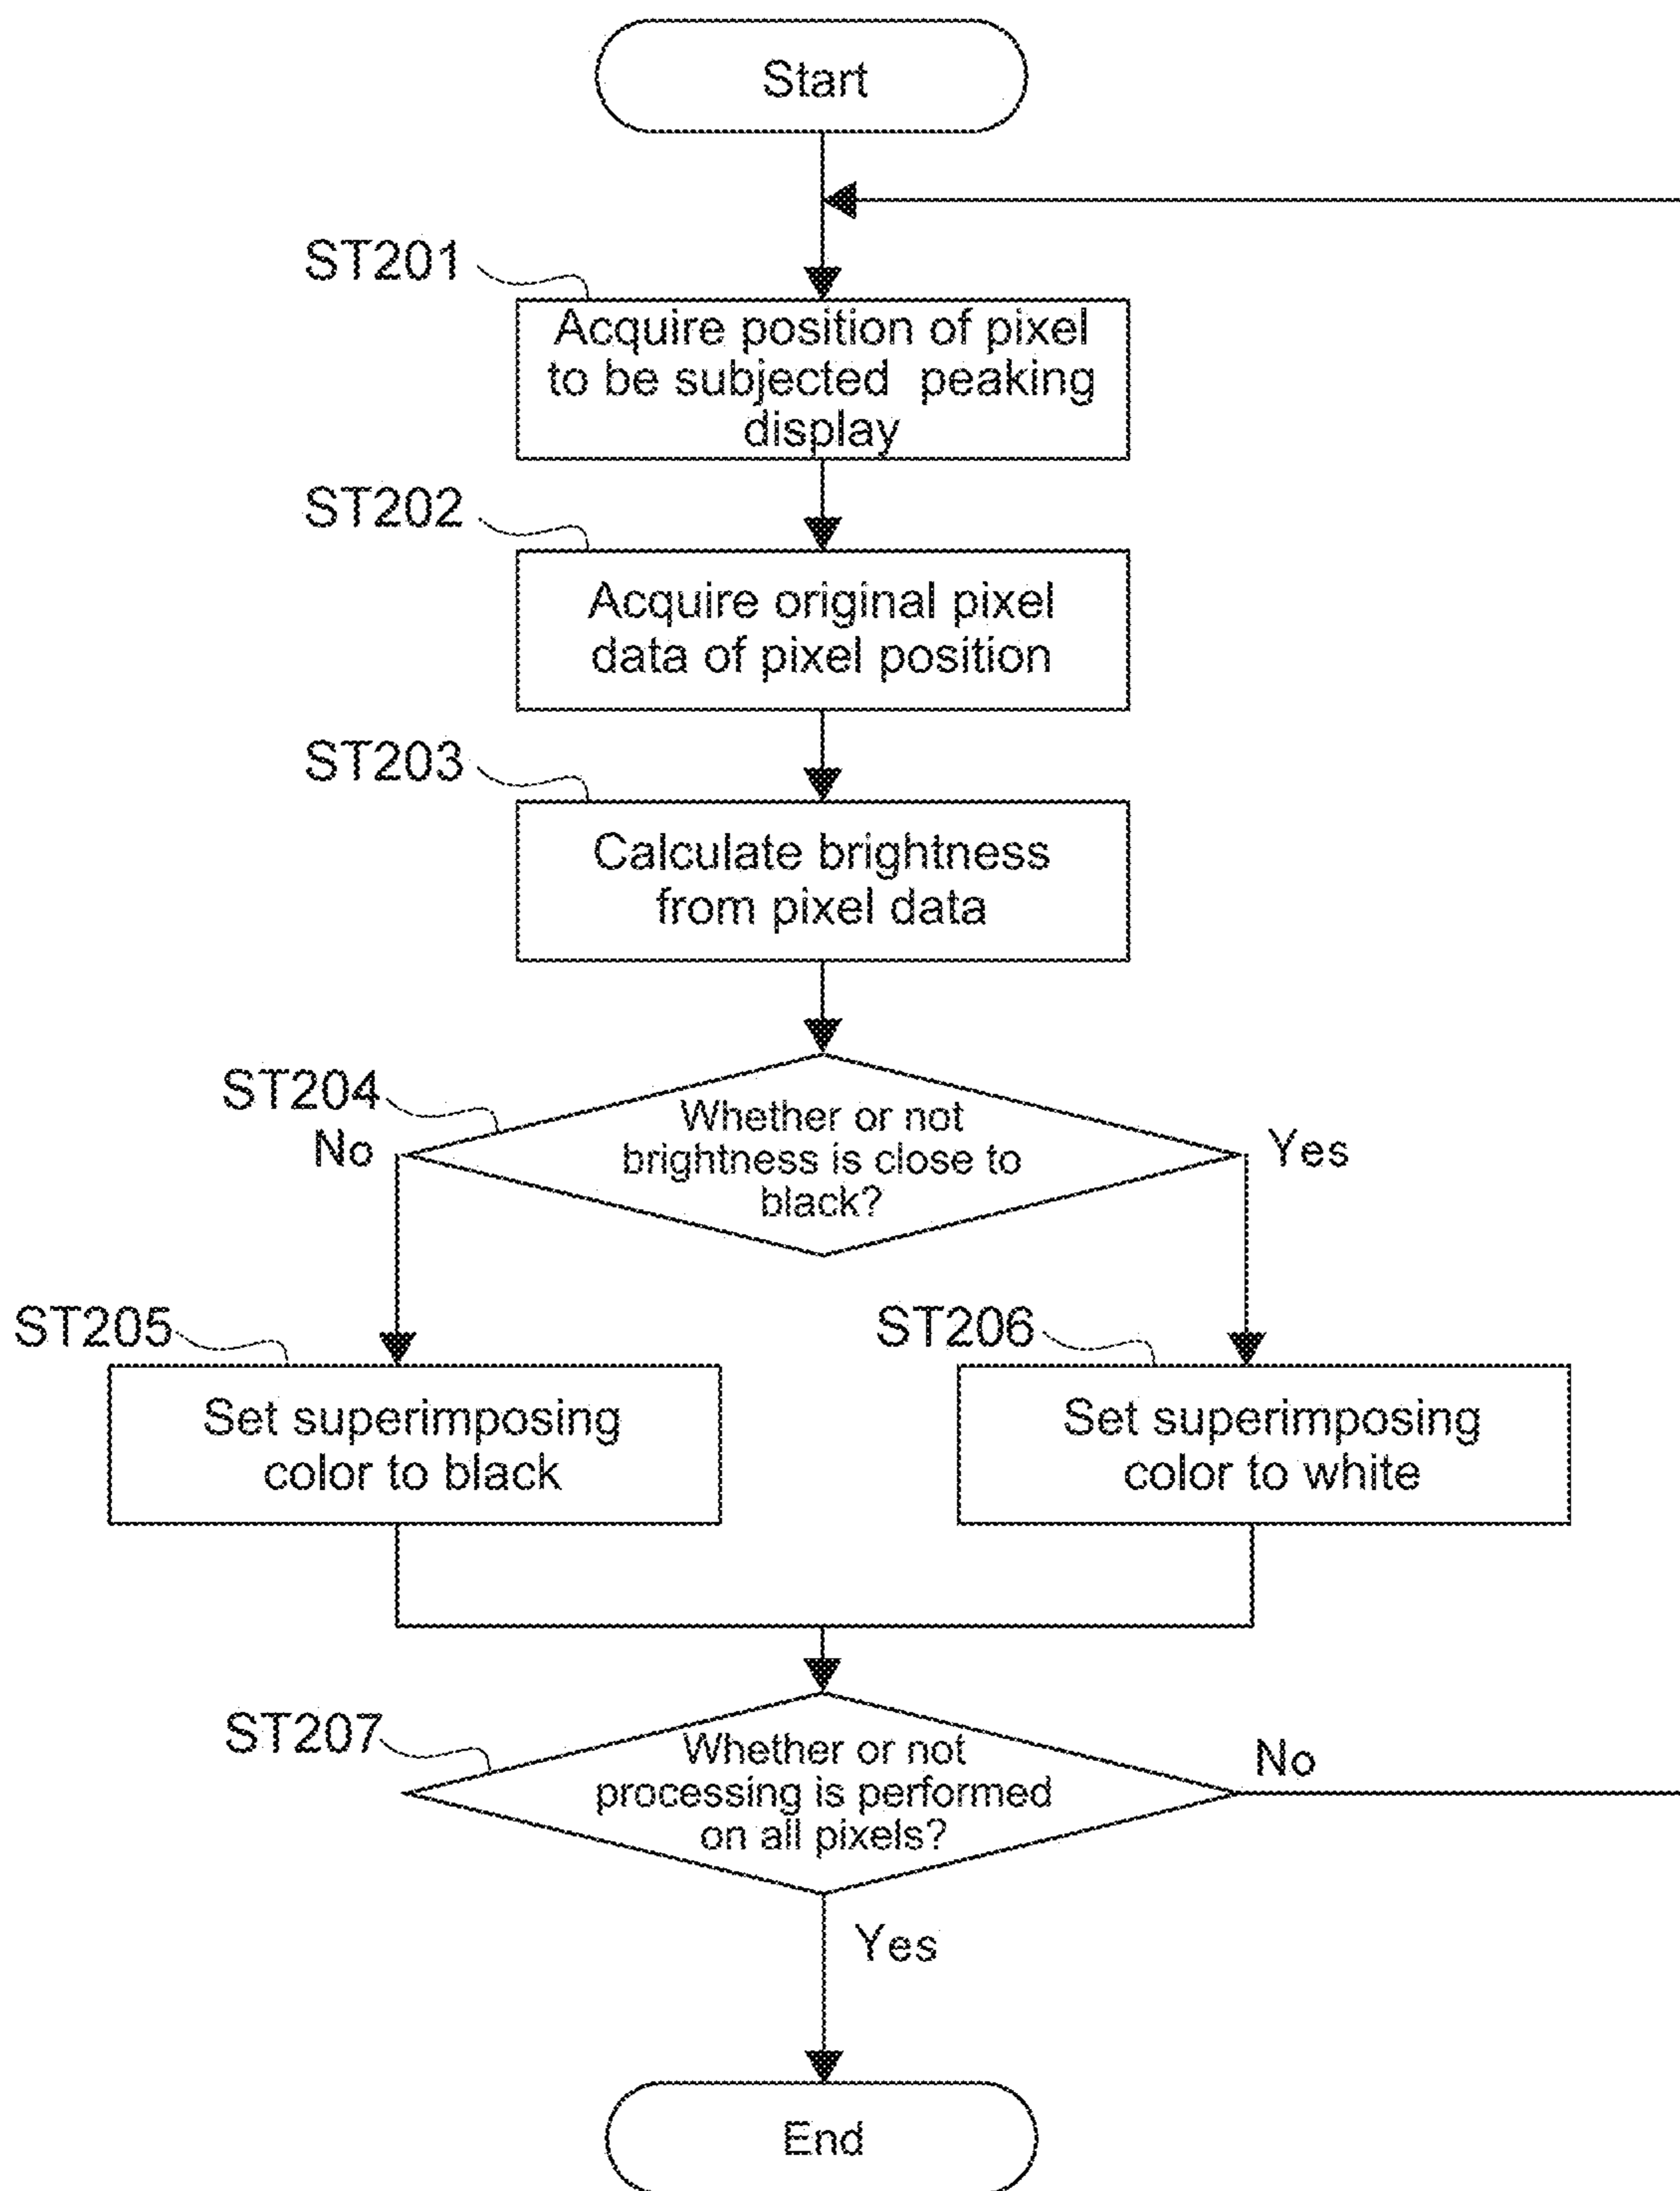 Start
ST201
Acquire position of pixel
to be subjected peaking
display
ST202
Acquire original pixel
data of pixel position
ST203
Calculate brightness
from pixel data
ST204
Whether or not
brightness is close to
black?
No
Yes
ST205
Set superimposing
color to black
ST206
Set superimposing
color to white
ST207
Whether or not
processing is performed
on all pixels?
No
Yes
End